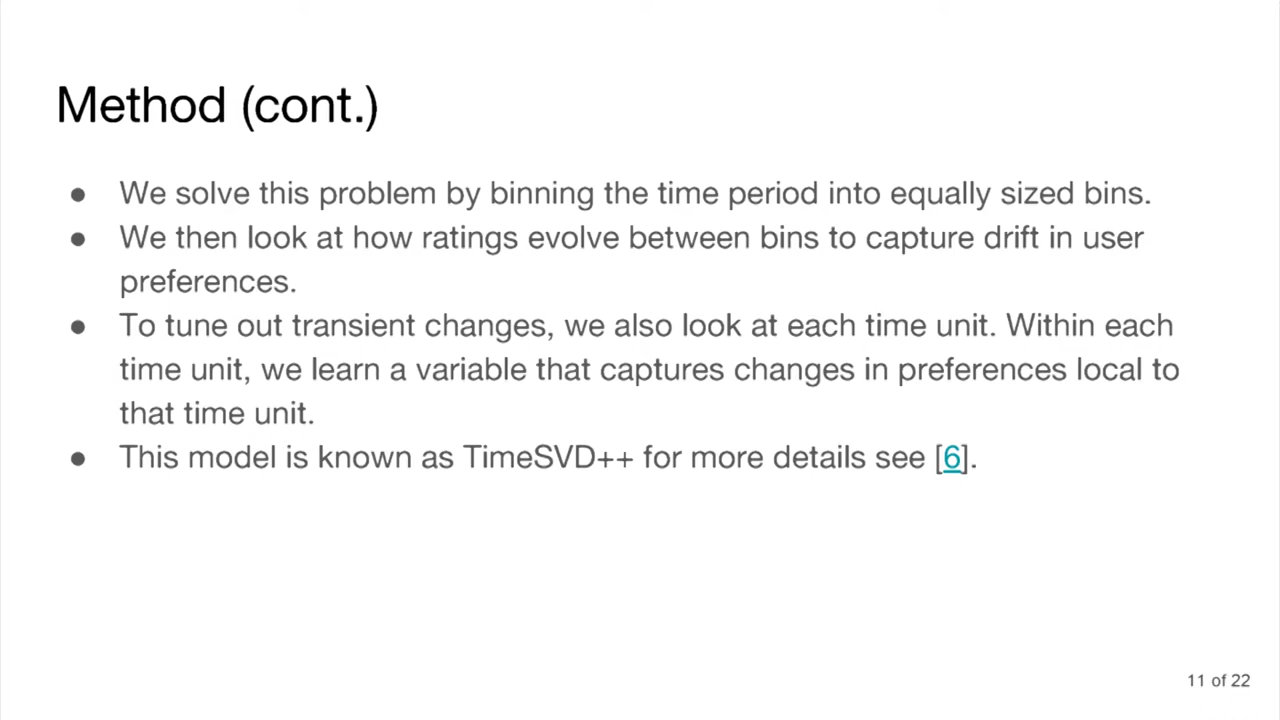 Method (cont.)
● We solve this problem by binning the time period into equally sized bins.
● We then look at how ratings evolve between bins to capture drift in user
preferences.
● To tune out transient changes, we also look at each time unit. Within each
time unit, we learn a variable that captures changes in preferences local to
that time unit.
● This model is known as TimeSVD++ for more details see [6].
11 of 22